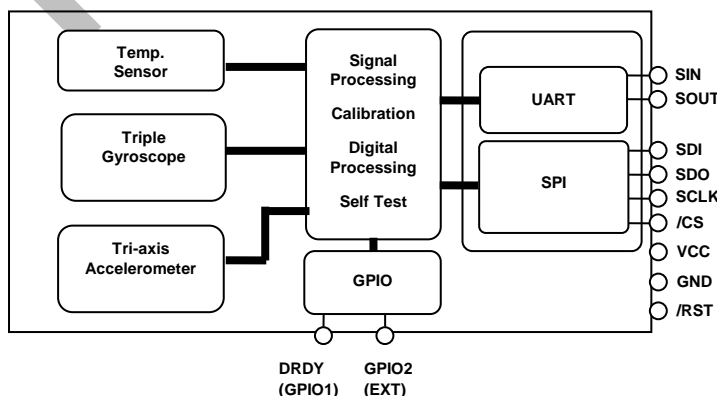 Temp.
Sensor
Triple
Gyroscope
Tri-axis
Accelerometer
Signal
Processing
Calibration
Digital
Processing
Self Test
GPIO
UART
SPI
SIN
SOUT
SDI
SDO
SCLK
/CS
VCC
GND
/RST
DRDY
(GPIO1)
GPIO2
(EXT)